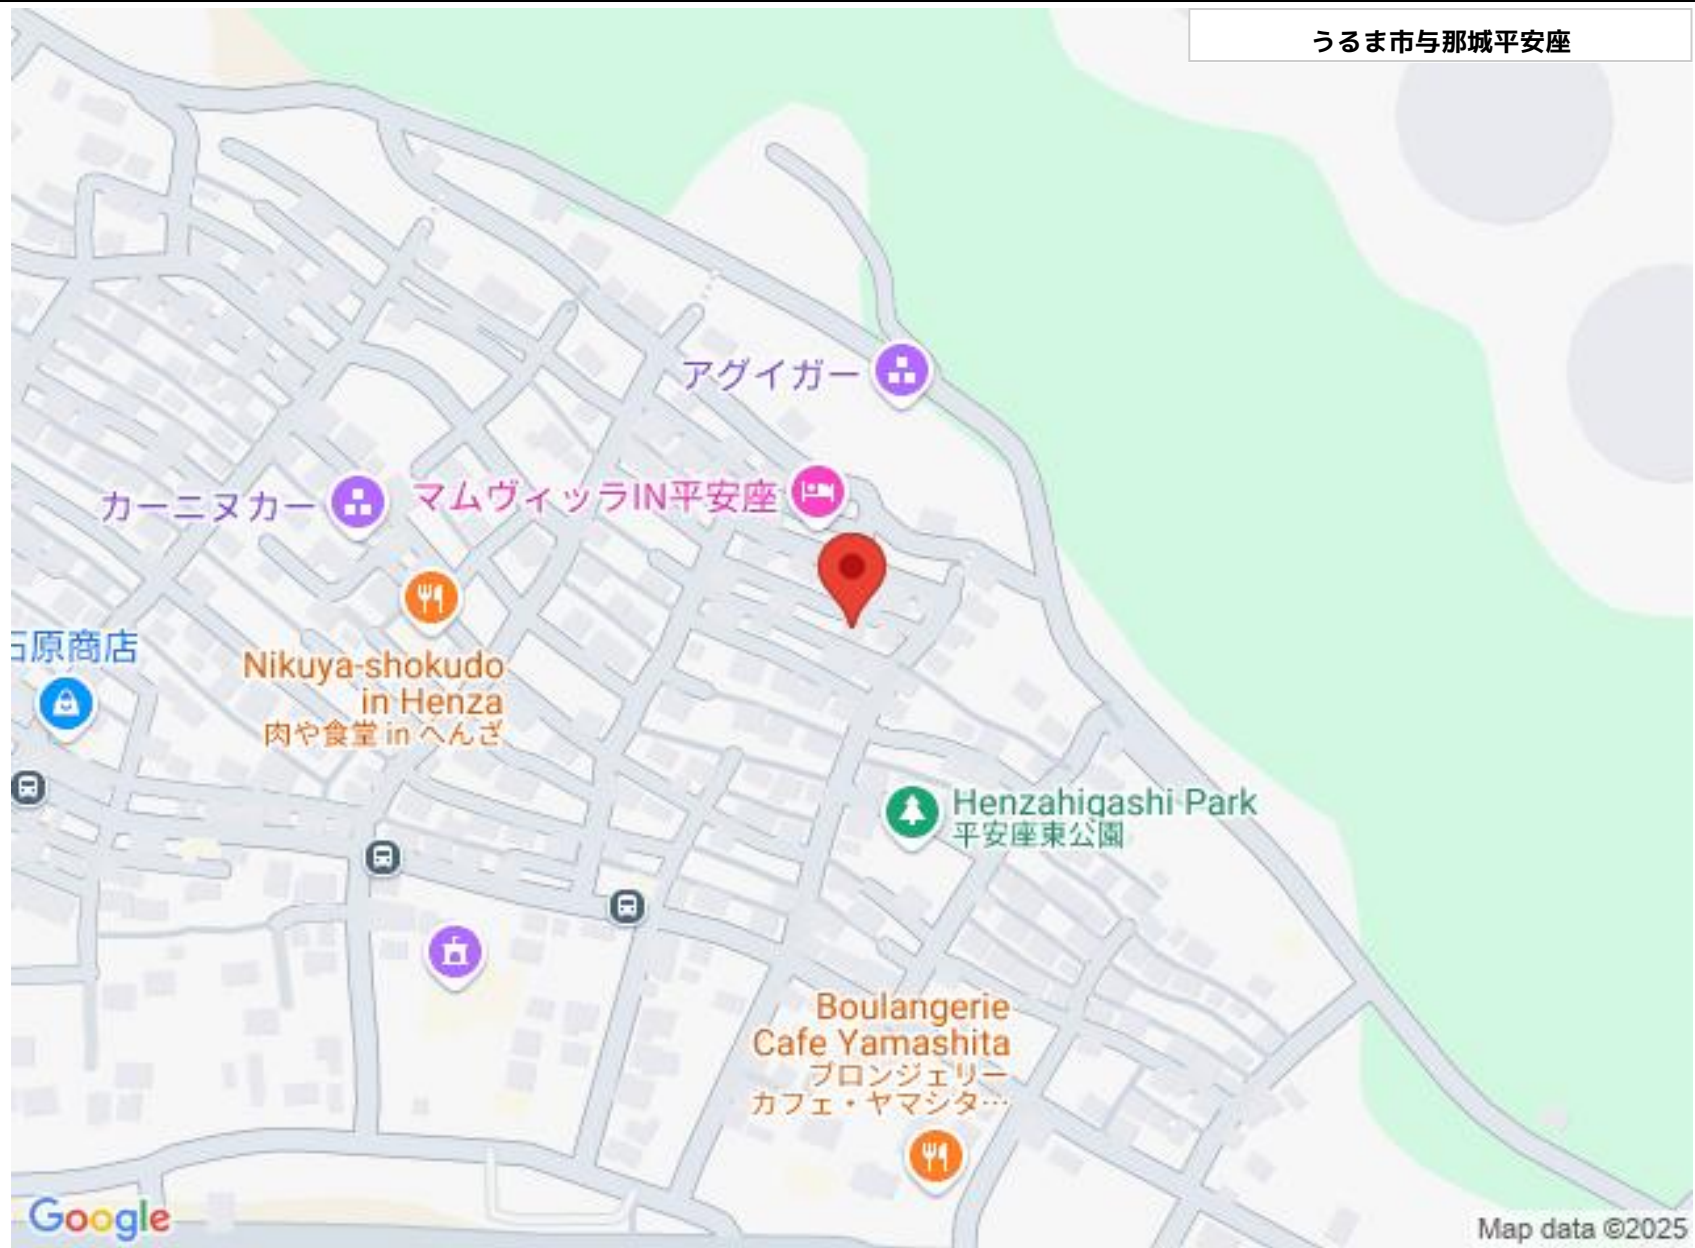 うるま市与那城平安座
アグイガー
マムヴィッラIN平安座
カーニヌカー
原商店
Nikuya-shokudo
in Henza
肉や食堂 in へんざ
Henzahigashi Park
平安座東公園
Boulangerie
Cafe Yamashita
ブロンジェリー
カフェ・ヤマシタ…
Google
Map data ©2025